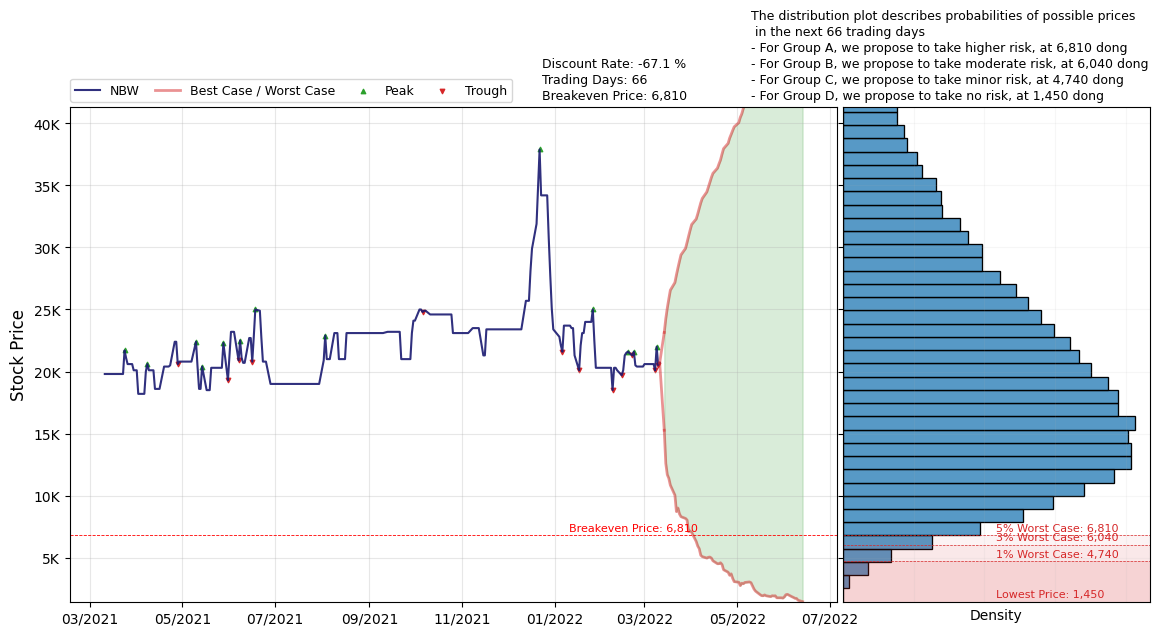 The distribution plot describes probabilities of possible prices
in the next 66 trading days
- For Group A, we propose to take higher risk, at 6,810 dong
- For Group B, we propose to take moderate risk, at 6,040 dong
- For Group C, we propose to take minor risk, at 4,740 dong
- For Group D, we propose to take no risk, at 1,450 dong
Discount Rate: -67.1 %
Trading Days: 66
Breakeven Price: 6,810
NBW
Best Case / Worst Case
Peak
Trough
Stock Price
40K
35K
30K
25K
20K
15K
10K
5K
Breakeven Price: 6,810
03/2021
05/2021
07/2021
09/2021
11/2021
01/2022
03/2022
05/2022
07/2022
5% Worst Case: 6,810
3% Worst Case: 6,040
1% Worst Case: 4,740
Lowest Price: 1,450
Density